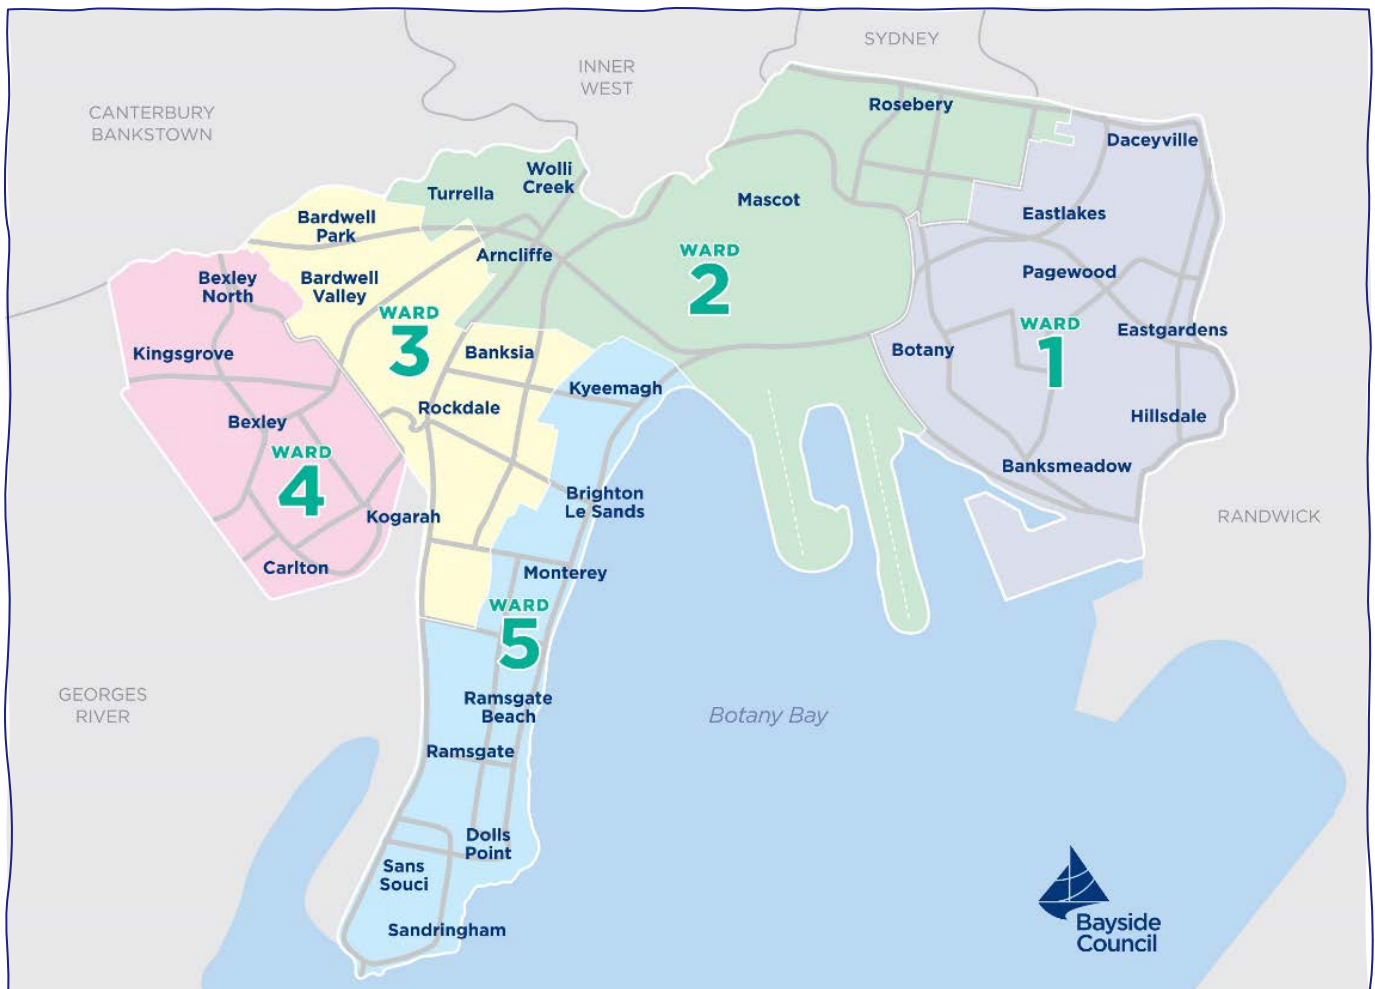 SYDNEY
INNER
WEST
CANTERBURY
BANKSTOWN
Rosebery
Daceyville
Wolli
Creek
Turrella
Mascot
Bardwell
Park
Eastlakes
Arncliffe
WARD
2
Pagewood
Bexley
North
Bardwell
Valley
WARD
3
WARD
1
Eastgardens
Kingsgrove
Banksia
Botany
Kyeemagh
Rockdale
Hillsdale
Bexley
WARD
4
Banksmeadow
Brighton
Le Sands
Kogarah
RANDWICK
Carlton
Monterey
WARD
5
GEORGES
RIVER
Ramsgate
Beach
Botany Bay
Ramsgate
Dolls
Point
Sans
Souci
Sandringham
Bayside
Council